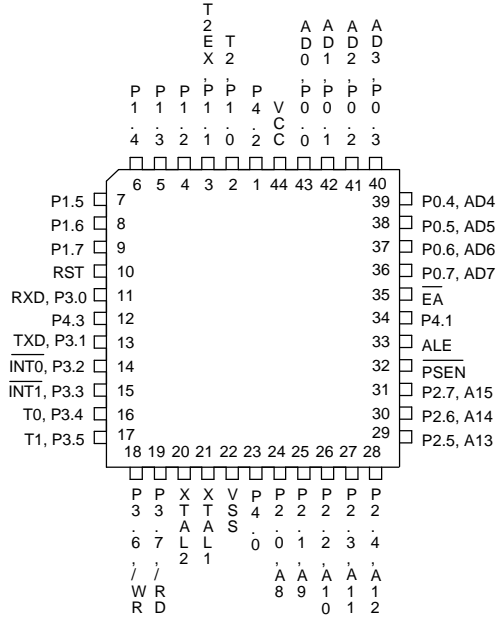 T2EX,P1.1
T2,P1.0
AD0,P0.0
AD1,P0.1
AD2,P0.2
AD3,P0.3
P1.4
P1.3
P1.2
P4.2
VCC
6 5 4 3 2 1 44 43 42 41 40
P1.5 7
P1.6 8
P1.7 9
RST 10
RXD, P3.0 11
P4.3 12
TXD, P3.1 13
INT0, P3.2 14
INT1, P3.3 15
T0, P3.4 16
T1, P3.5 17
39 P0.4, AD4
38 P0.5, AD5
37 P0.6, AD6
36 P0.7, AD7
35 EA
34 P4.1
33 ALE
32 PSEN
31 P2.7, A15
30 P2.6, A14
29 P2.5, A13
18 19 20 21 22 23 24 25 26 27 28
P3.6,/WR
P3.7,/RD
XTAL2
XTAL1
VSS
P4.0
P2.0,A8
P2.1,A9
P2.2,A10
P2.3,A11
P2.4,A12